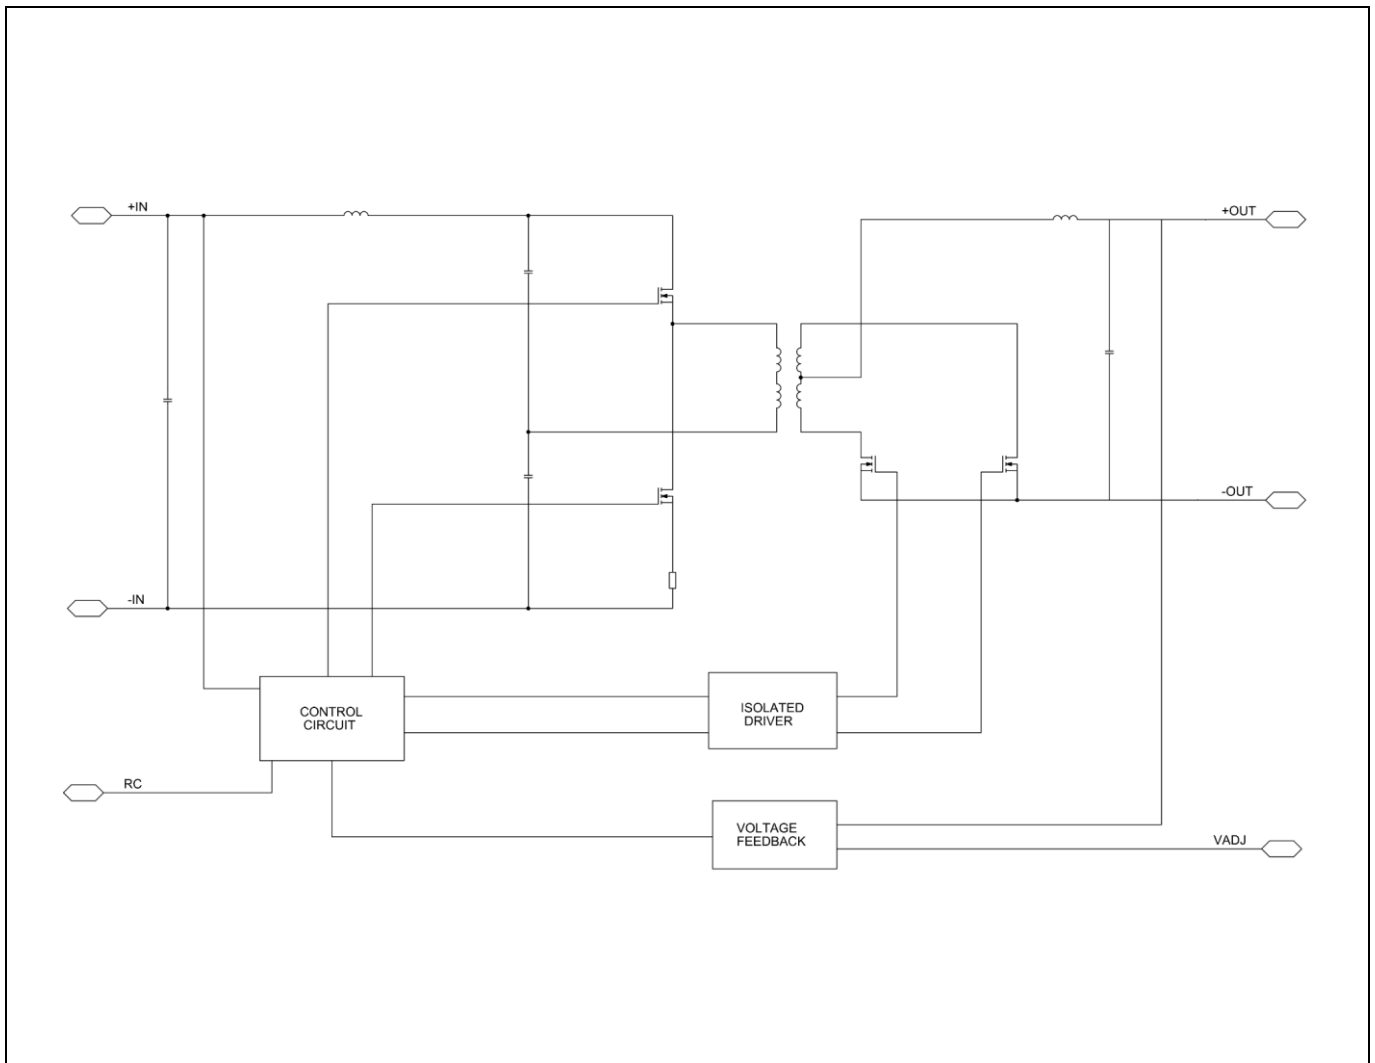 +IN
+OUT
-OUT
-IN
CONTROL
CIRCUIT
ISOLATED
DRIVER
RC
VOLTAGE
FEEDBACK
VADJ